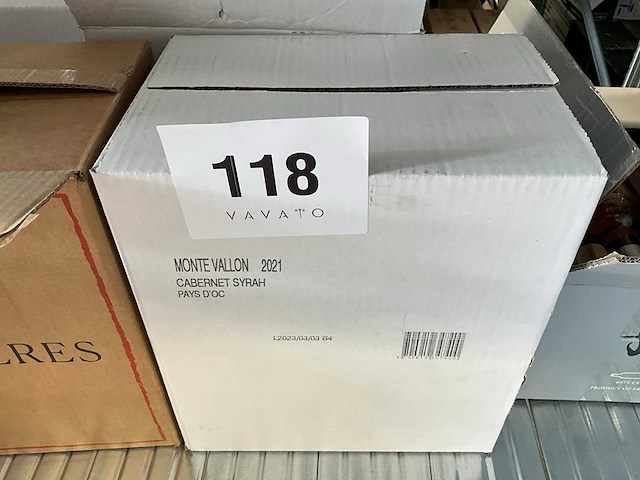 118
VAVATO
MONTE VALLON 2021
CABERNET SYRAH
PAYS D'OC
L2023/03/03 B4
LRES